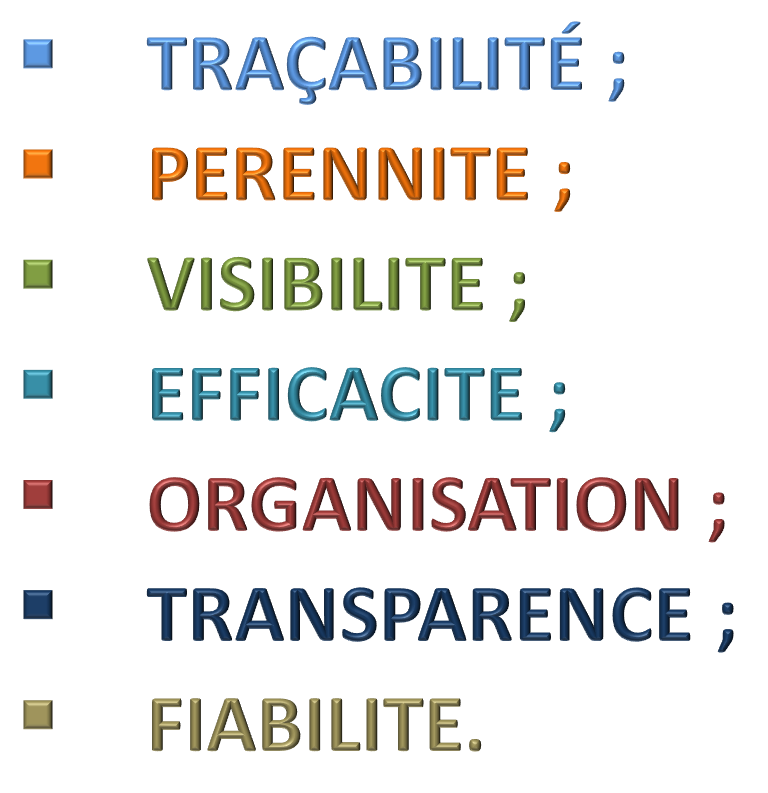 ▪ TRAÇABILITÉ ;
▪ PERENNITE ;
▪ VISIBILITE ;
▪ EFFICACITE ;
▪ ORGANISATION ;
▪ TRANSPARENCE ;
▪ FIABILITE.